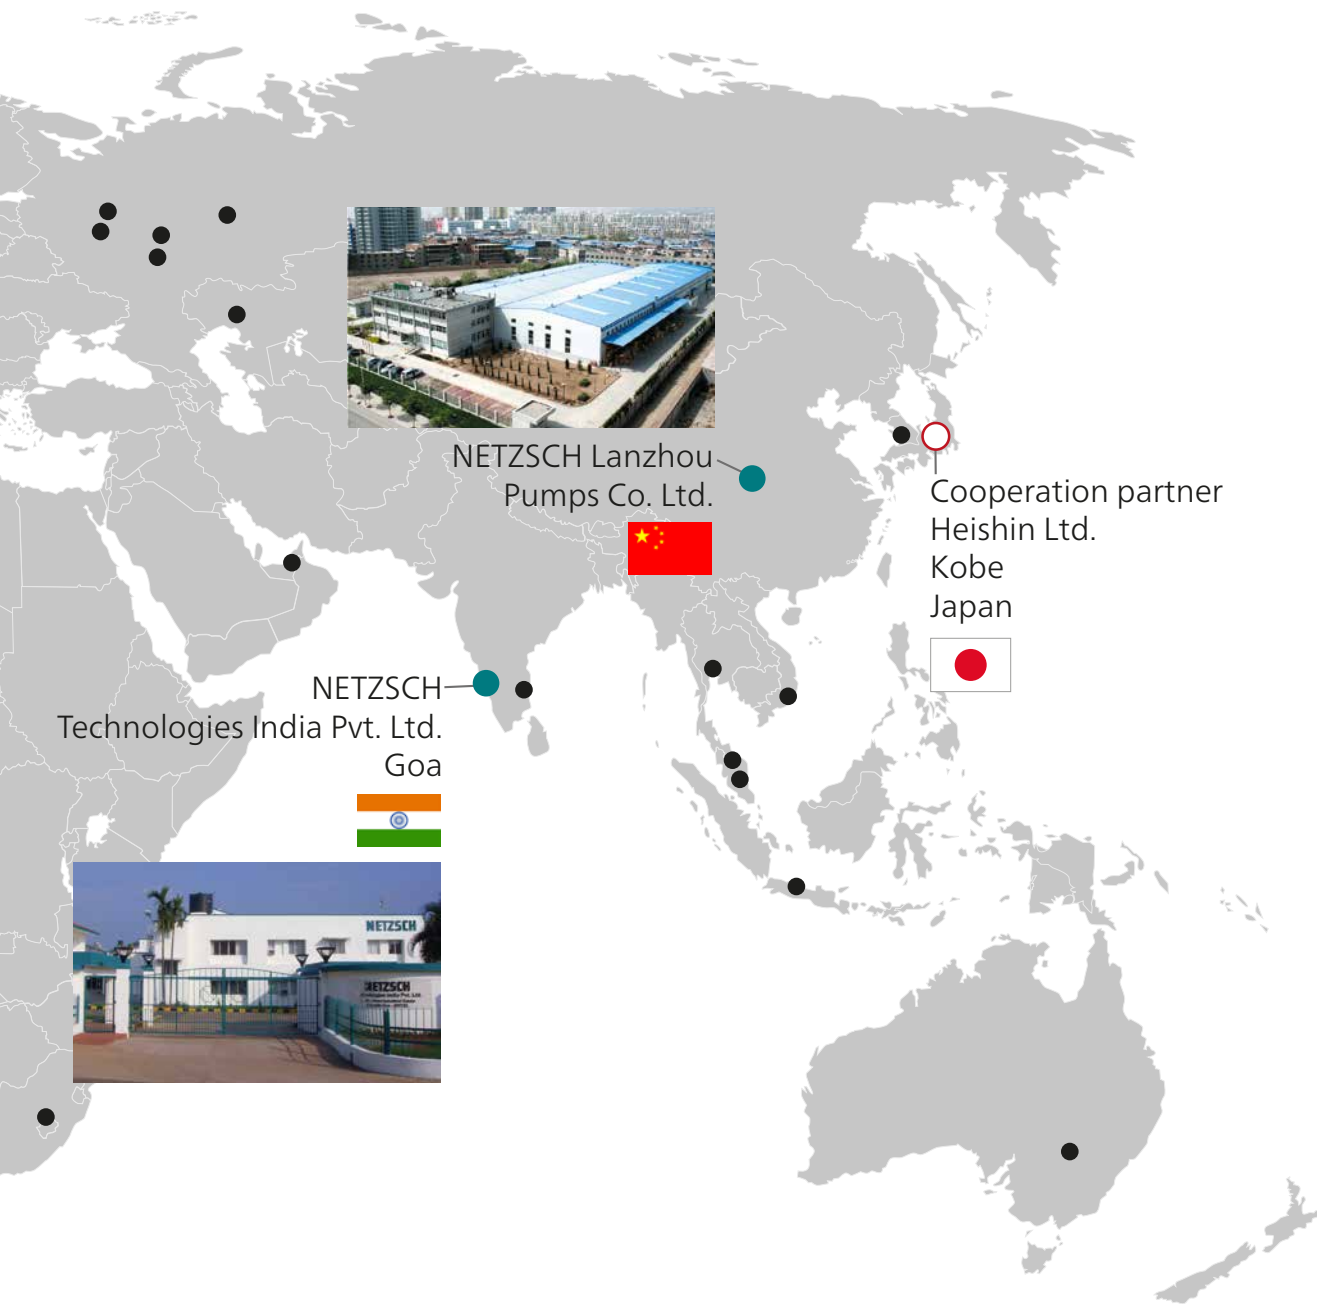 NETZSCH Lanzhou
Pumps Co. Ltd.
Cooperation partner
Heishin Ltd.
Kobe
Japan
NETZSCH
Technologies India Pvt. Ltd.
Goa
NETZSCH
NETZSCH